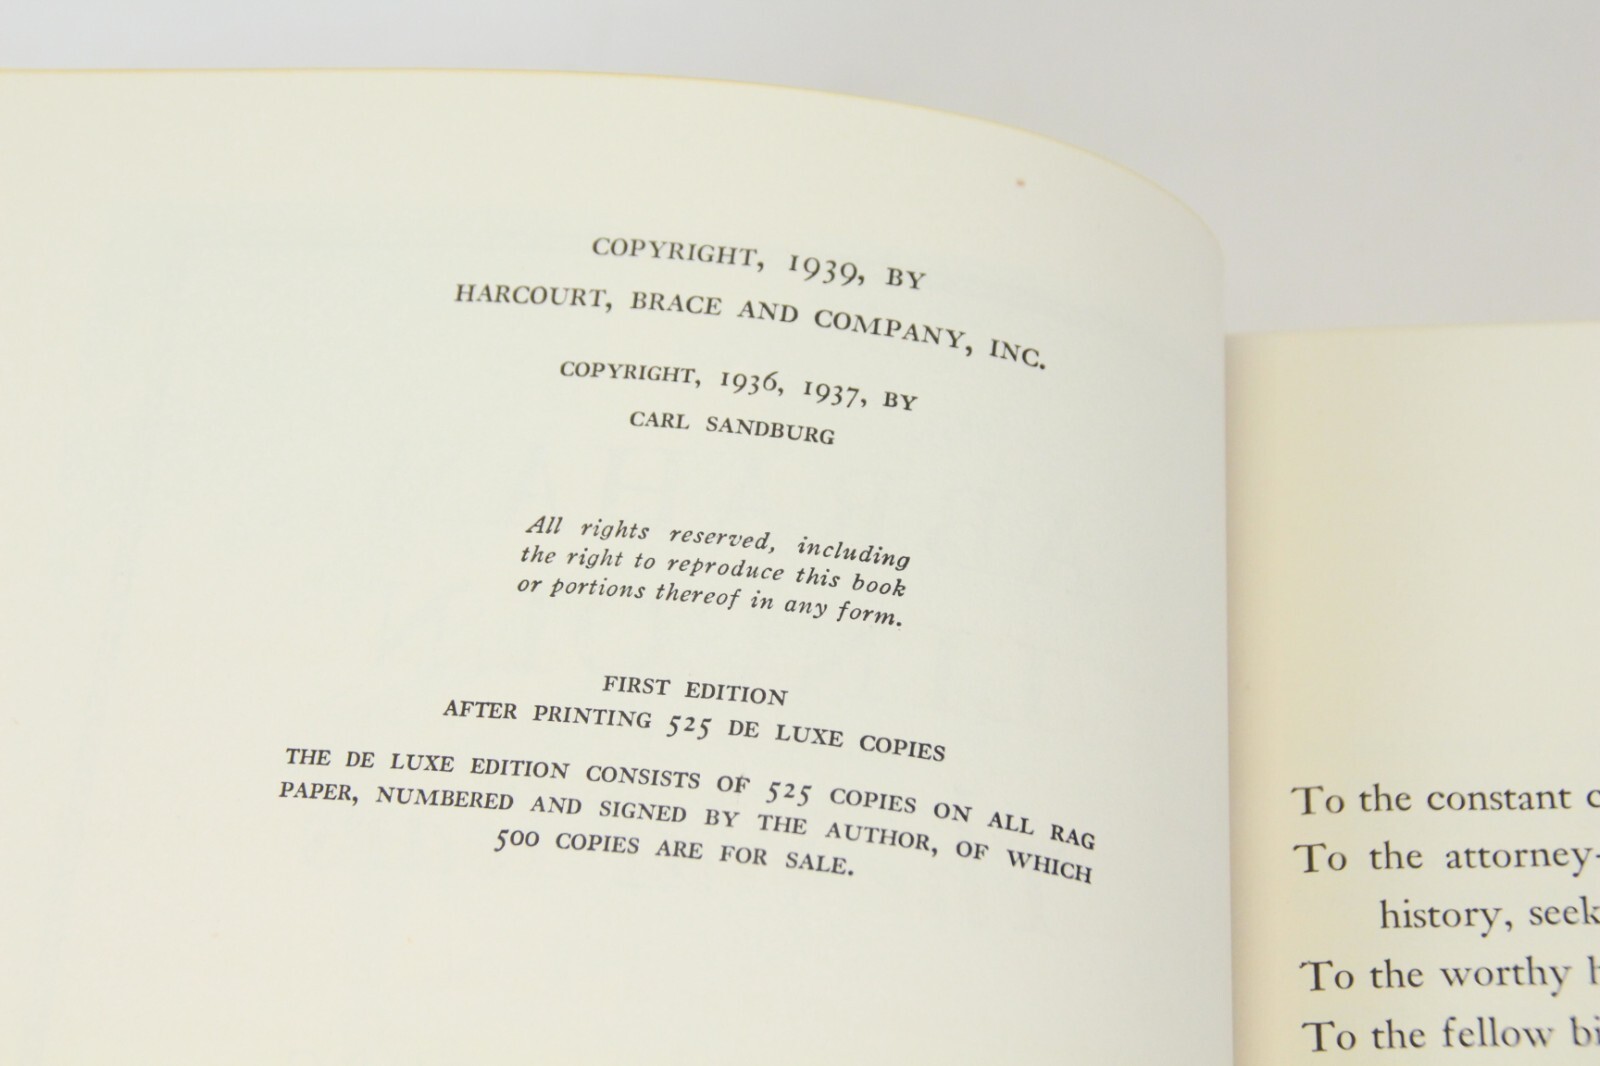 COPYRIGHT, 1939, BY
HARCOURT, BRACE AND COMPANY, INC.
COPYRIGHT, 1936, 1937, BY
CARL SANDBURG
All rights reserved, including
the right to reproduce this book
or portions thereof in any form.
FIRST EDITION
AFTER PRINTING 525 DE LUXE COPIES
THE DE LUXE EDITION CONSISTS OF 525 COPIES ON ALL RAG
PAPER, NUMBERED AND SIGNED BY THE AUTHOR, OF WHICH
500 COPIES ARE FOR SALE.
To the constant
To the attorney-
history,
To the worthy
To the fellow